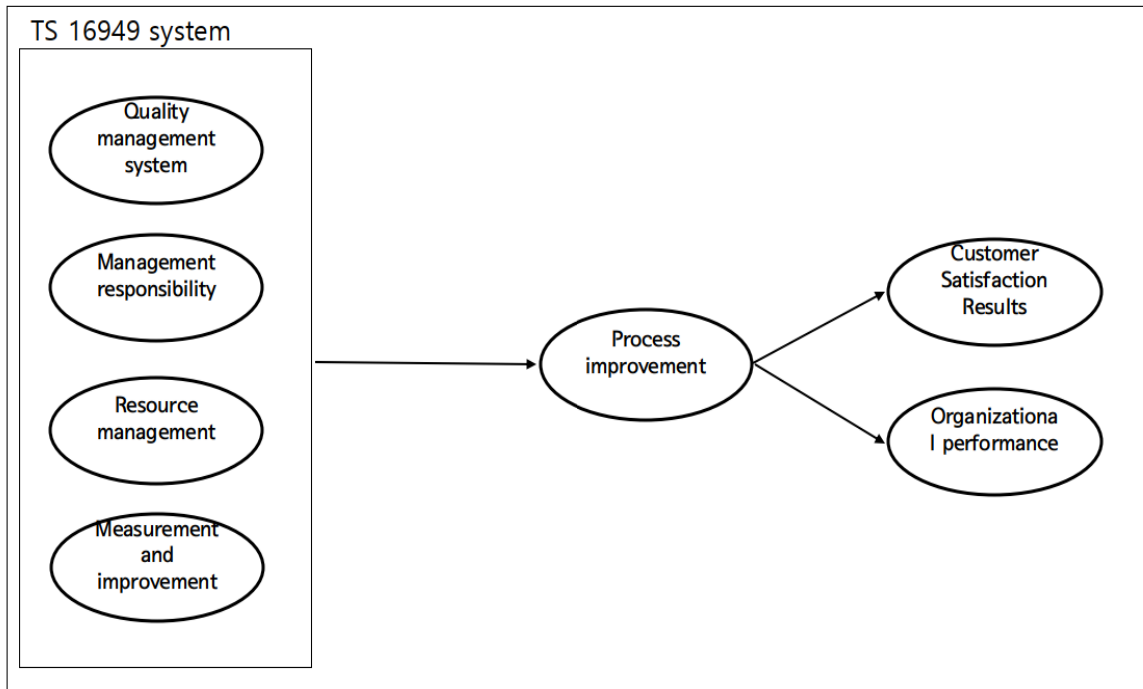 TS 16949 system
Quality
management
system
Management
responsibility
Resource
management
Measurement
and
improvement
Process
improvement
Customer
Satisfaction
Results
Organizationa
l performance